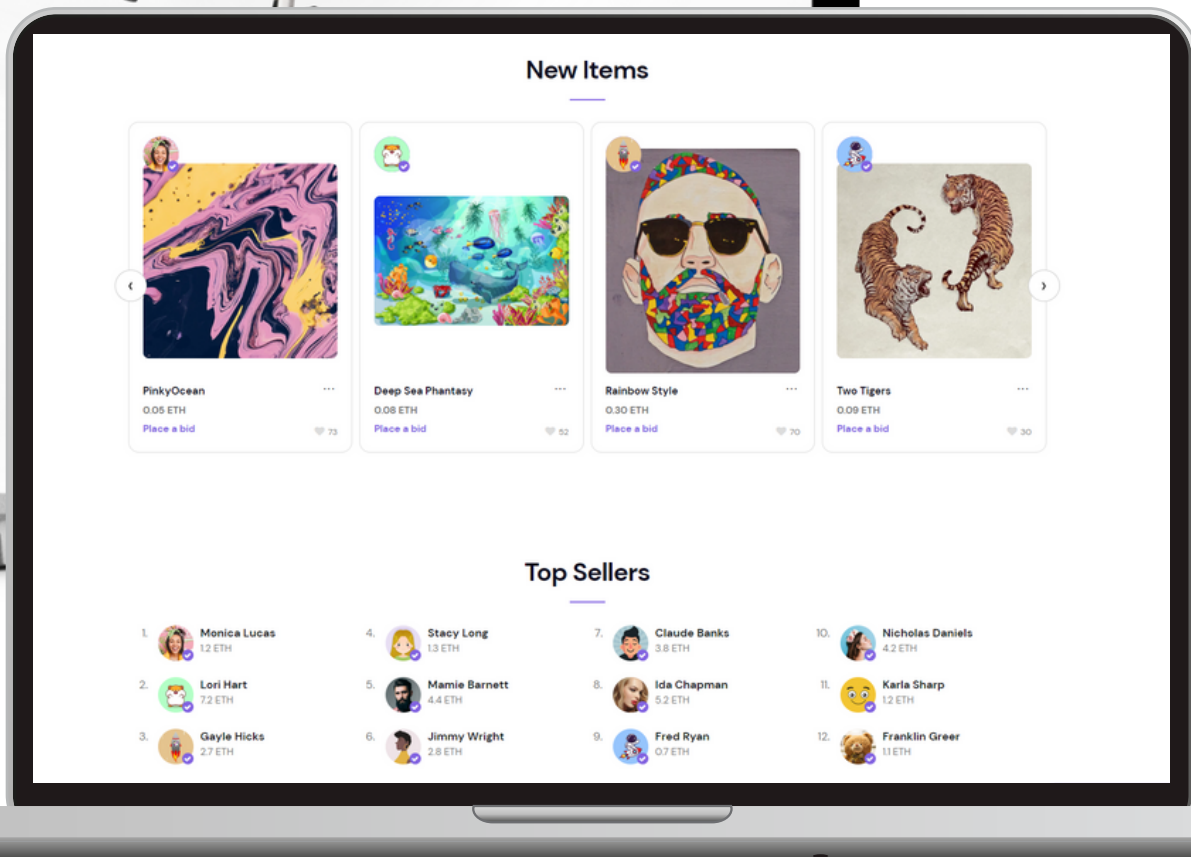 New Items
PinkyOcean
...
0.05 ETH
Place a bid
73
Deep Sea Phantasy
...
0.08 ETH
Place a bid
52
Rainbow Style
...
0.30 ETH
Place a bid
70
Two Tigers
...
0.09 ETH
Place a bid
30
Top Sellers
1. Monica Lucas
1.2 ETH
2. Lori Hart
7.2 ETH
3. Gayle Hicks
2.7 ETH
4. Stacy Long
1.3 ETH
5. Mamie Barnett
4.4 ETH
6. Jimmy Wright
2.8 ETH
7. Claude Banks
3.8 ETH
8. Ida Chapman
5.2 ETH
9. Fred Ryan
0.7 ETH
10. Nicholas Daniels
4.2 ETH
11. Karla Sharp
1.2 ETH
12. Franklin Greer
1.1 ETH